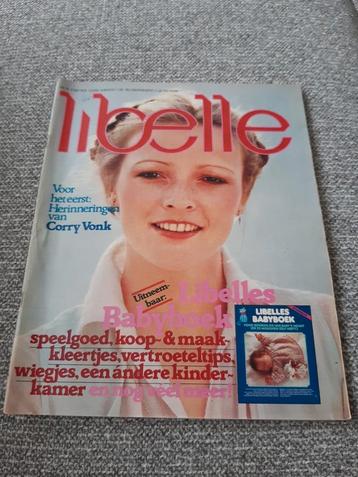 libelle
Voor
het eerst:
Herinneringen
van
Corry Vonk
Uitneem-
baar:
Libelles
Babyboek
speelgoed, koop- & maak-
kleertjes, vertroeteltips,
wiegjes, een ándere kinder-
kamer en nog veel meer!
LIBELLES
BABYBOEK